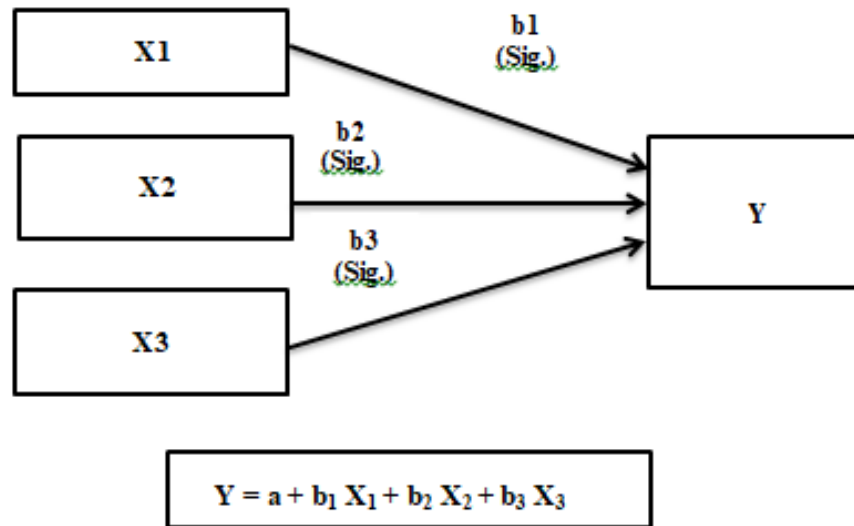 X1
b1
(Sig.)
b2
(Sig.)
X2
Y
b3
(Sig.)
X3
Y = a + b₁ X₁ + b₂ X₂ + b₃ X₃